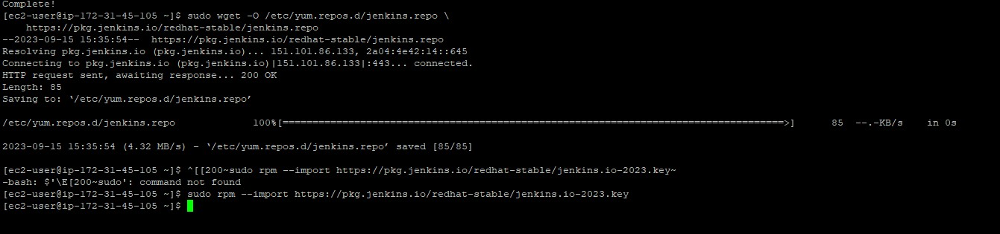 Complete!
[ec2-user@ip-172-31-45-105 ~]$ sudo wget -O /etc/yum.repos.d/jenkins.repo \
    https://pkg.jenkins.io/redhat-stable/jenkins.repo
--2023-09-15 15:35:54--  https://pkg.jenkins.io/redhat-stable/jenkins.repo
Resolving pkg.jenkins.io (pkg.jenkins.io)... 151.101.86.133, 2a04:4e42:14::645
Connecting to pkg.jenkins.io (pkg.jenkins.io)|151.101.86.133|:443... connected.
HTTP request sent, awaiting response... 200 OK
Length: 85
Saving to: ‘/etc/yum.repos.d/jenkins.repo’
/etc/yum.repos.d/jenkins.repo             100%[====================================================================================>]      85  --.-KB/s    in 0s
2023-09-15 15:35:54 (4.32 MB/s) - ‘/etc/yum.repos.d/jenkins.repo’ saved [85/85]
[ec2-user@ip-172-31-45-105 ~]$ ^[[200~sudo rpm --import https://pkg.jenkins.io/redhat-stable/jenkins.io-2023.key~
-bash: $'\E[200~sudo': command not found
[ec2-user@ip-172-31-45-105 ~]$ sudo rpm --import https://pkg.jenkins.io/redhat-stable/jenkins.io-2023.key
[ec2-user@ip-172-31-45-105 ~]$